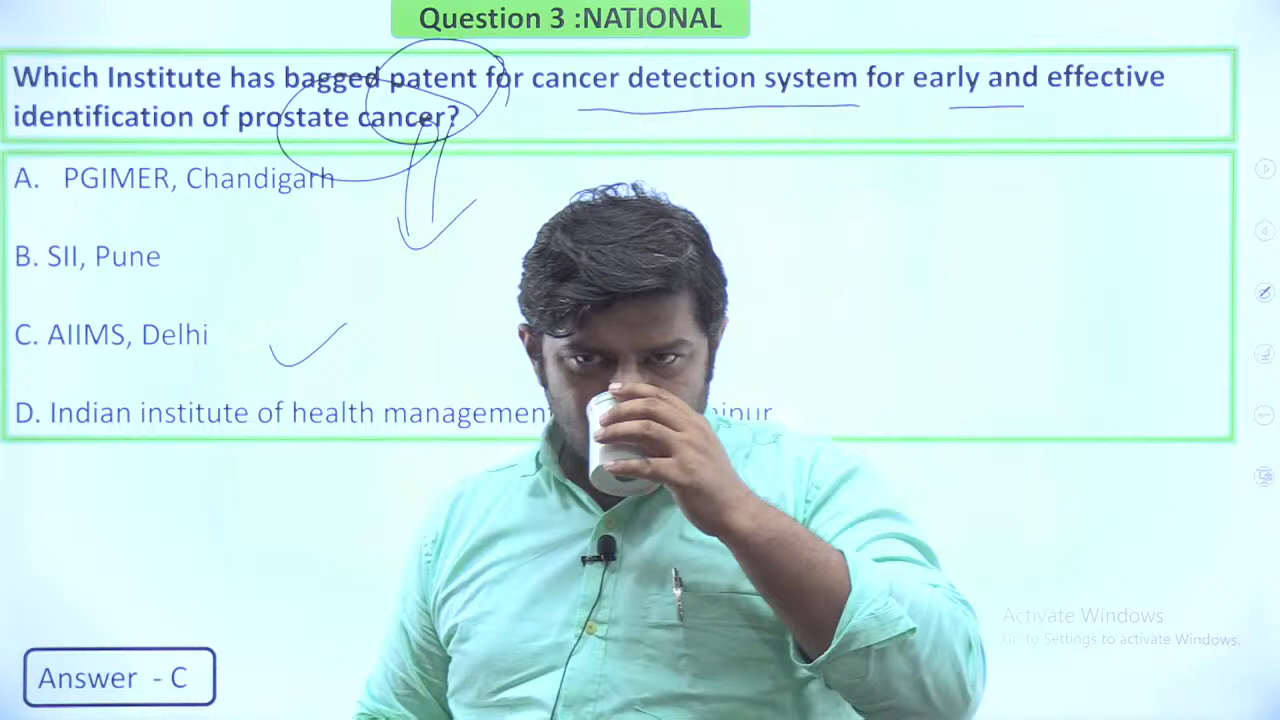 Question 3 :NATIONAL
Which Institute has bagged patent for cancer detection system for early and effective
identification of prostate cancer?
A. PGIMER, Chandigarh
B. SII, Pune
C. AIIMS, Delhi
D. Indian institute of health management
Activate Windows
Go to Settings to activate Windows.
Answer - C